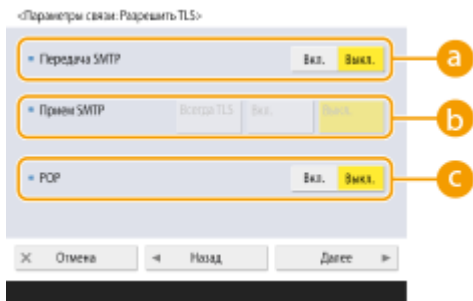 <Параметры связи: Разрешить TLS>
Передача SMTP Вкл. Выкл. a
Прием SMTP Всегда TLS Вкл. Выкл. b
POP Вкл. Выкл. c
Отмена Назад Далее